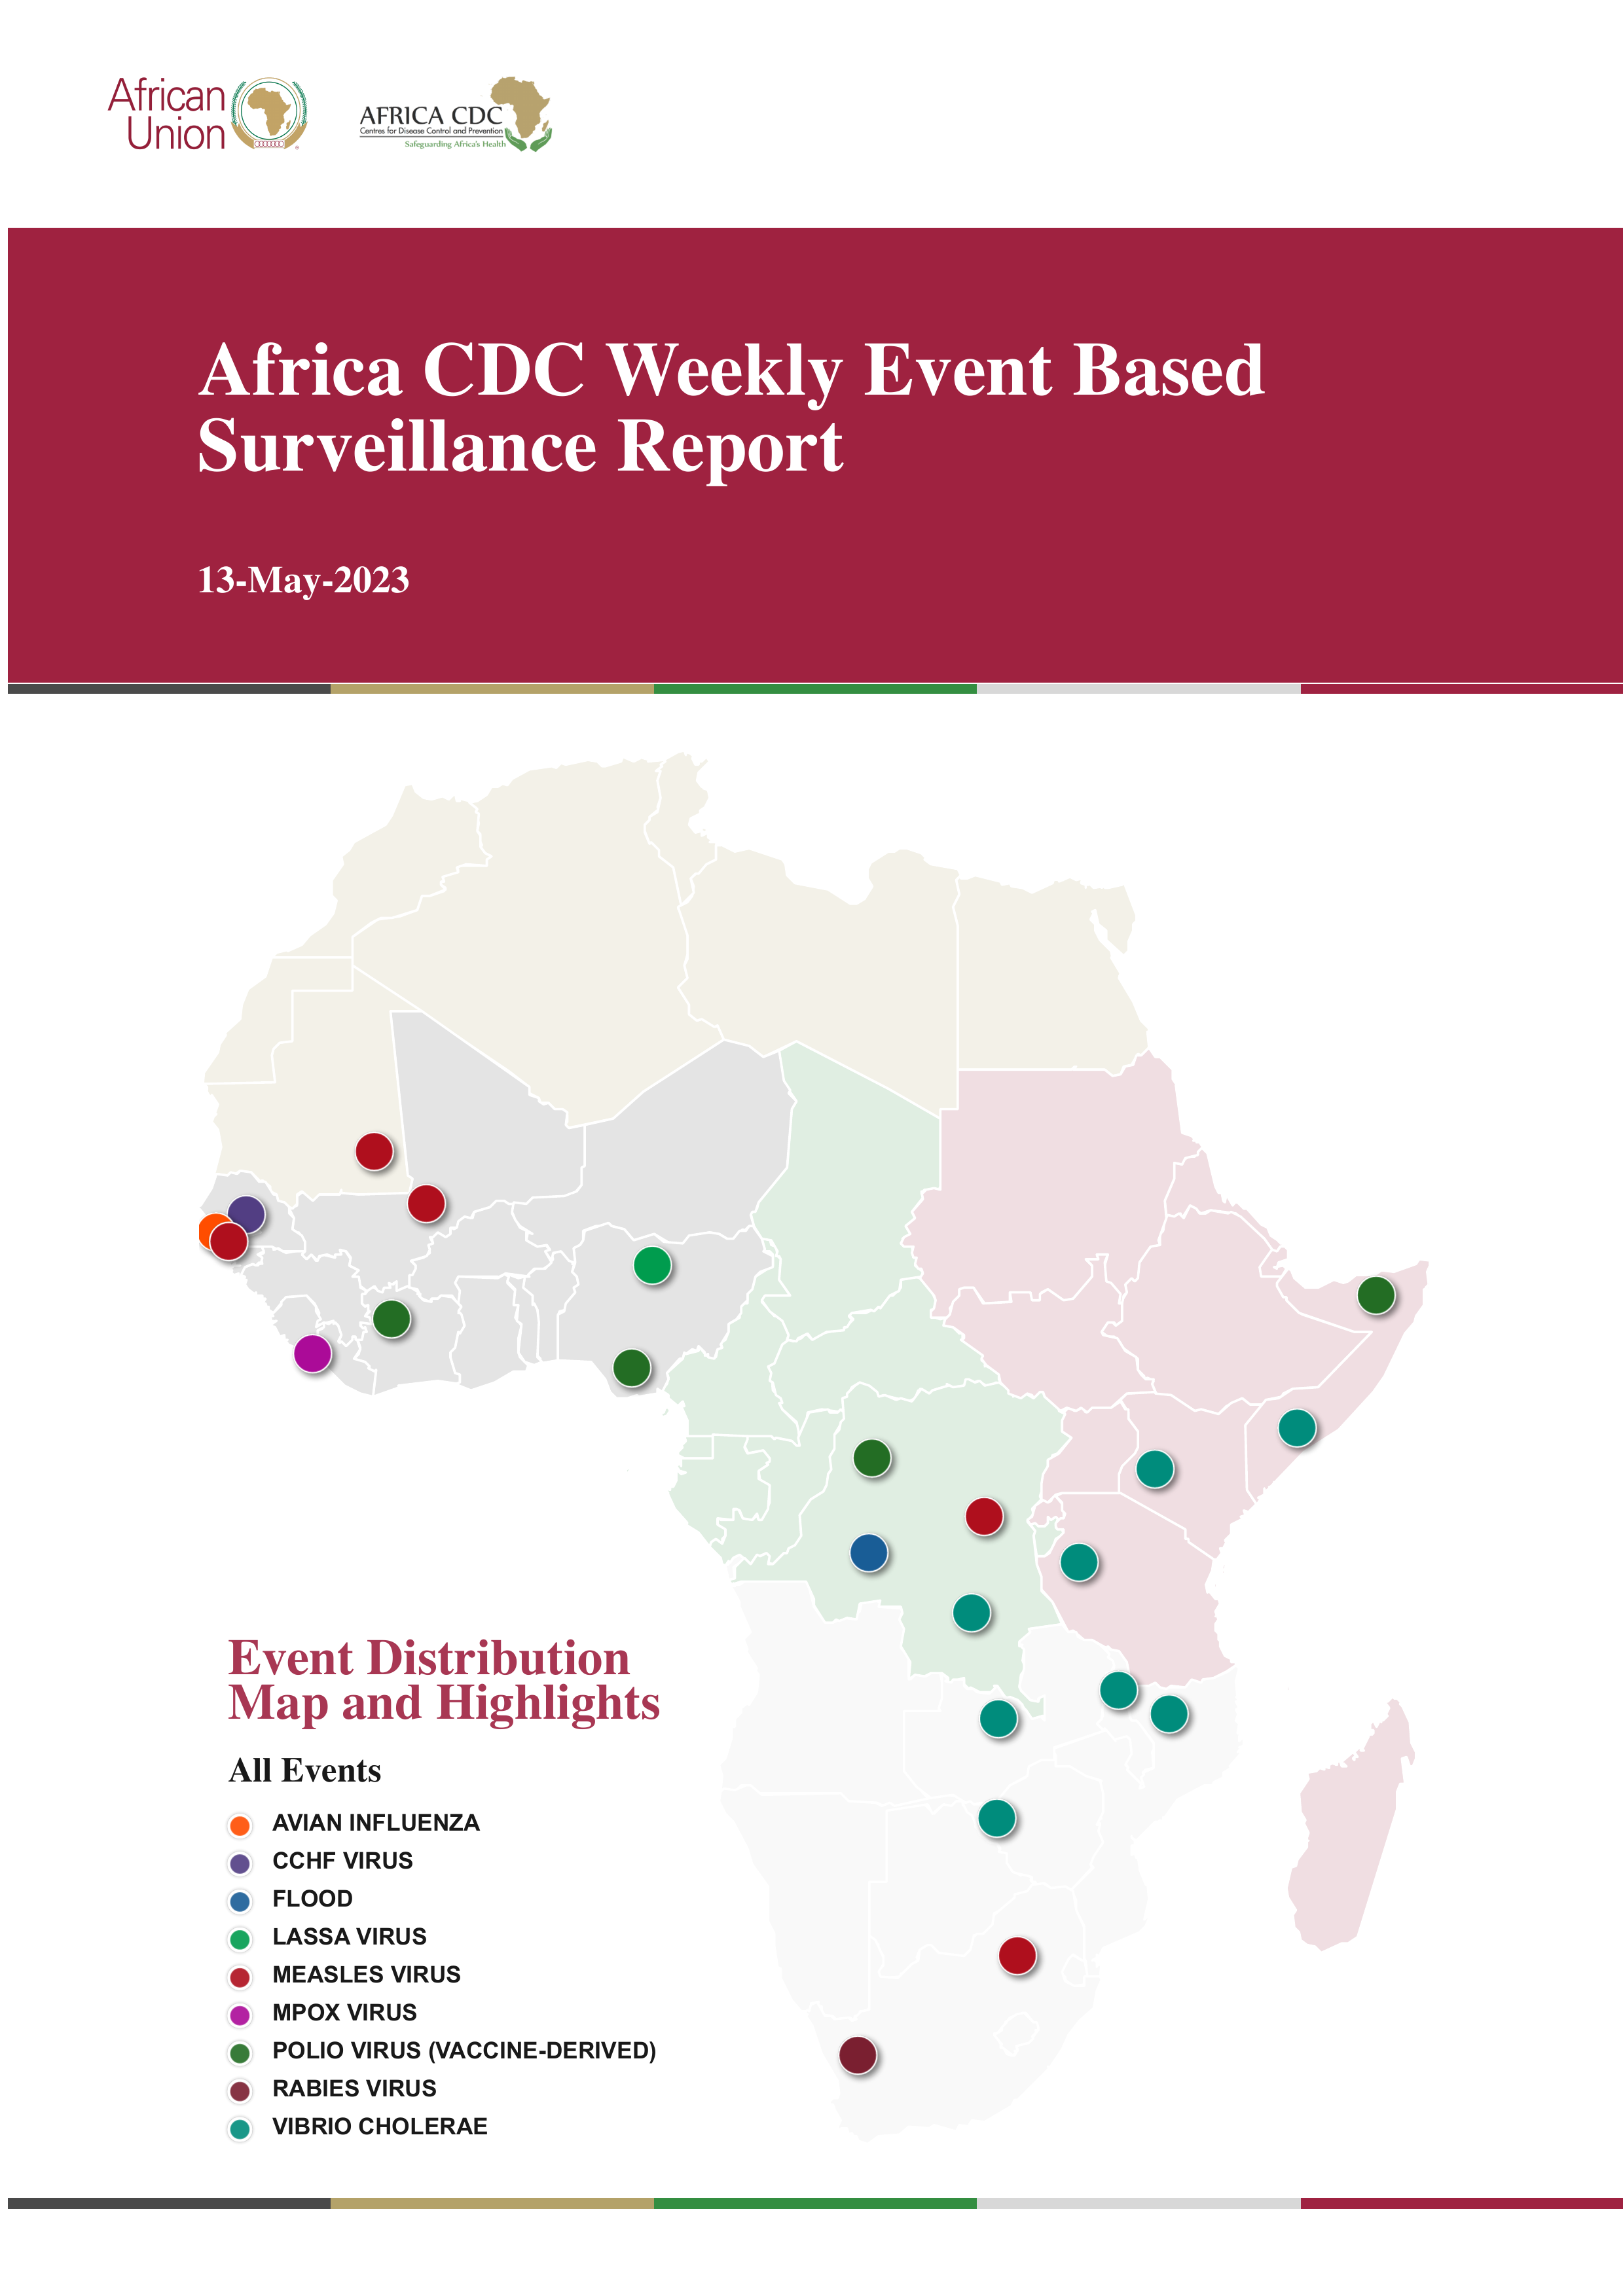 African
Union
AFRICA CDC
Centres for Disease Control and Prevention
Safeguarding Africa's Health
Africa CDC Weekly Event Based
Surveillance Report
13-May-2023
Event Distribution
Map and Highlights
All Events
AVIAN INFLUENZA
CCHF VIRUS
FLOOD
LASSA VIRUS
MEASLES VIRUS
MPOX VIRUS
POLIO VIRUS (VACCINE-DERIVED)
RABIES VIRUS
VIBRIO CHOLERAE